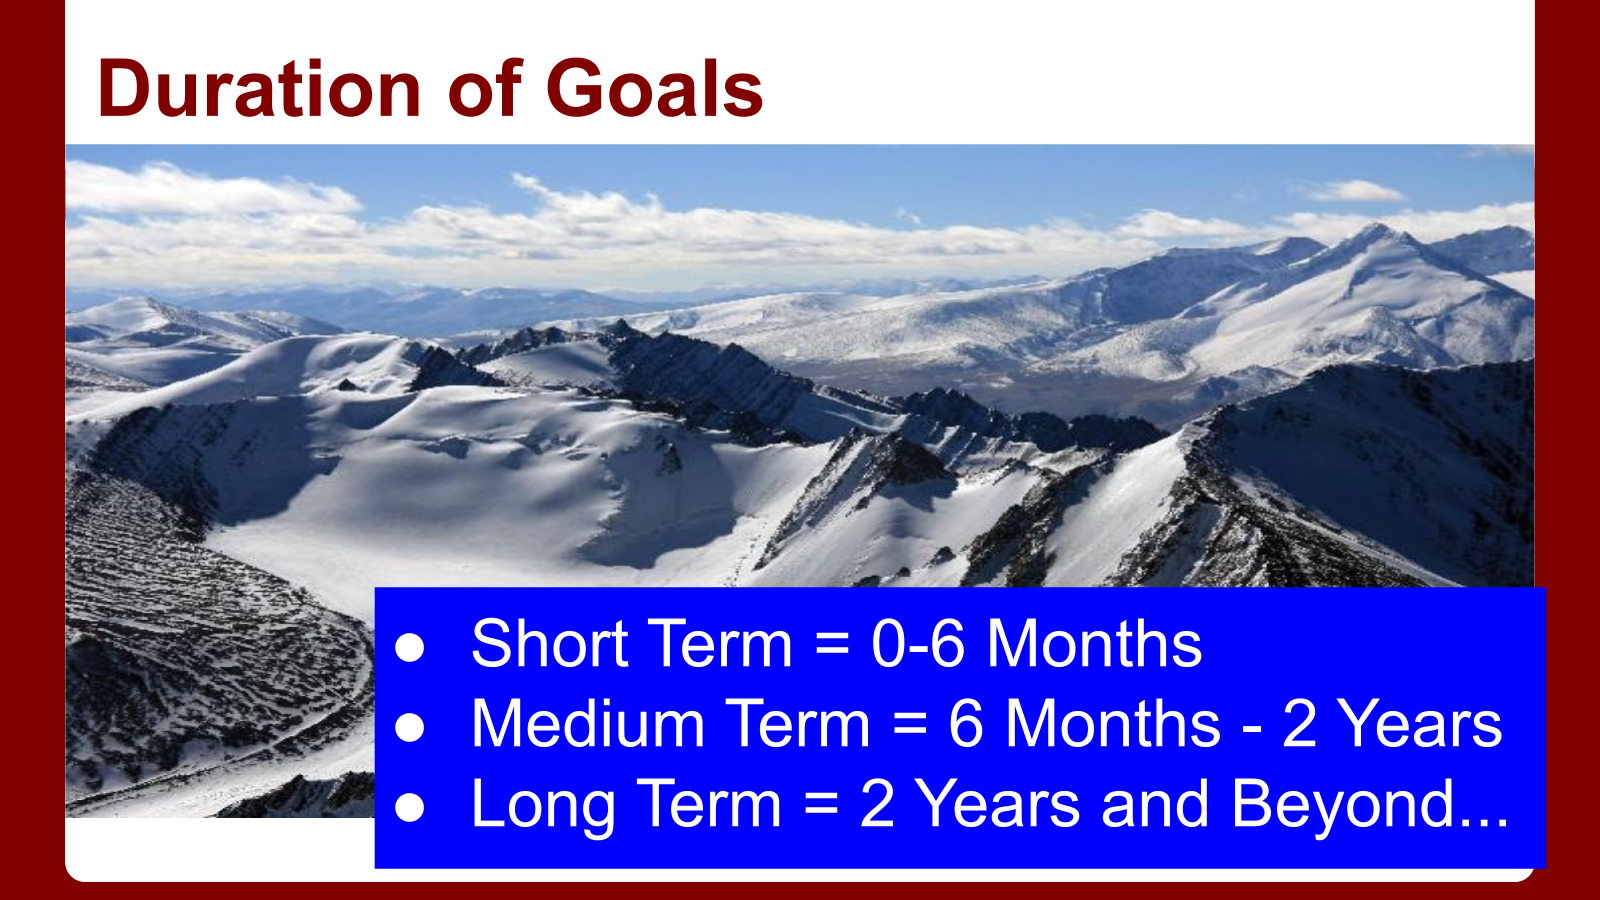 Duration of Goals
● Short Term = 0-6 Months
● Medium Term = 6 Months - 2 Years
● Long Term = 2 Years and Beyond...